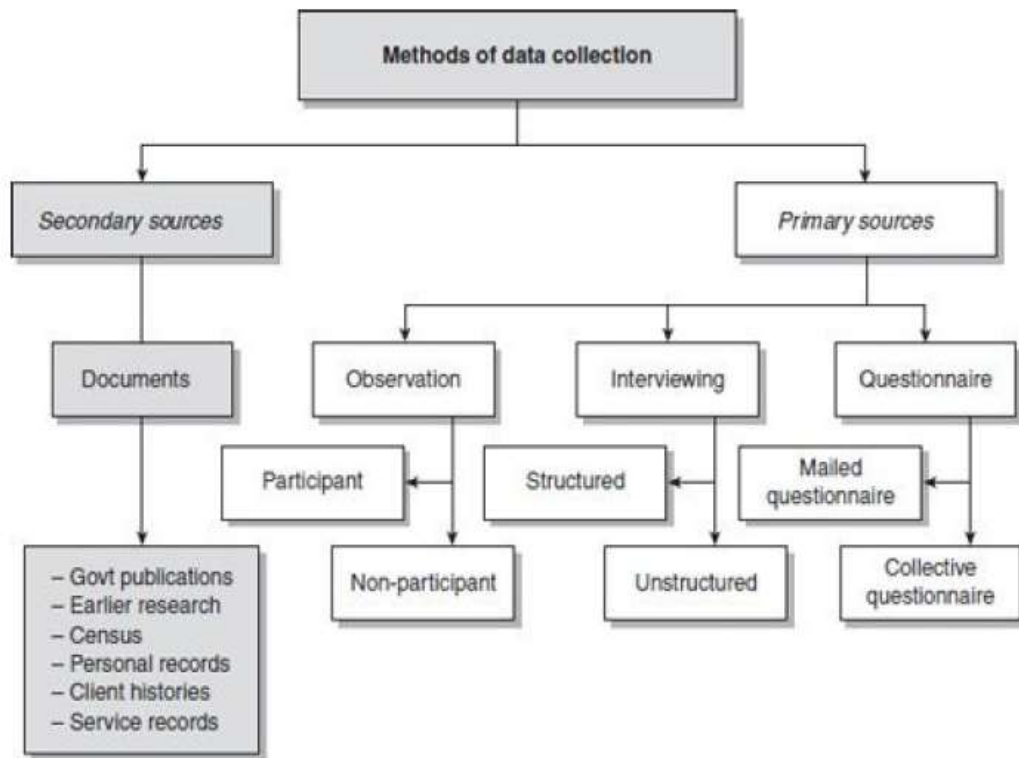 Methods of data collection
Secondary sources
Primary sources
Documents
Observation
Interviewing
Questionnaire
Participant
Structured
Mailed
questionnaire
Non-participant
Unstructured
Collective
questionnaire
– Govt publications
– Earlier research
– Census
– Personal records
– Client histories
– Service records